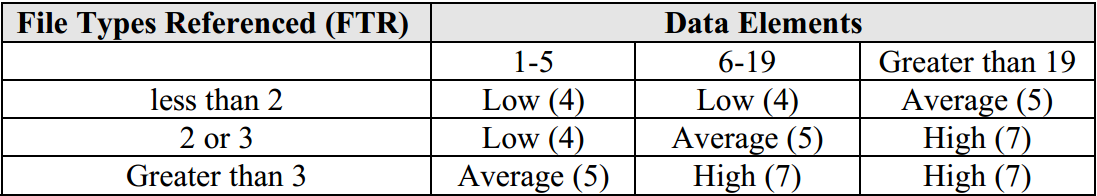 File Types Referenced (FTR) Data Elements
1-5 6-19 Greater than 19
less than 2 Low (4) Low (4) Average (5)
2 or 3 Low (4) Average (5) High (7)
Greater than 3 Average (5) High (7) High (7)